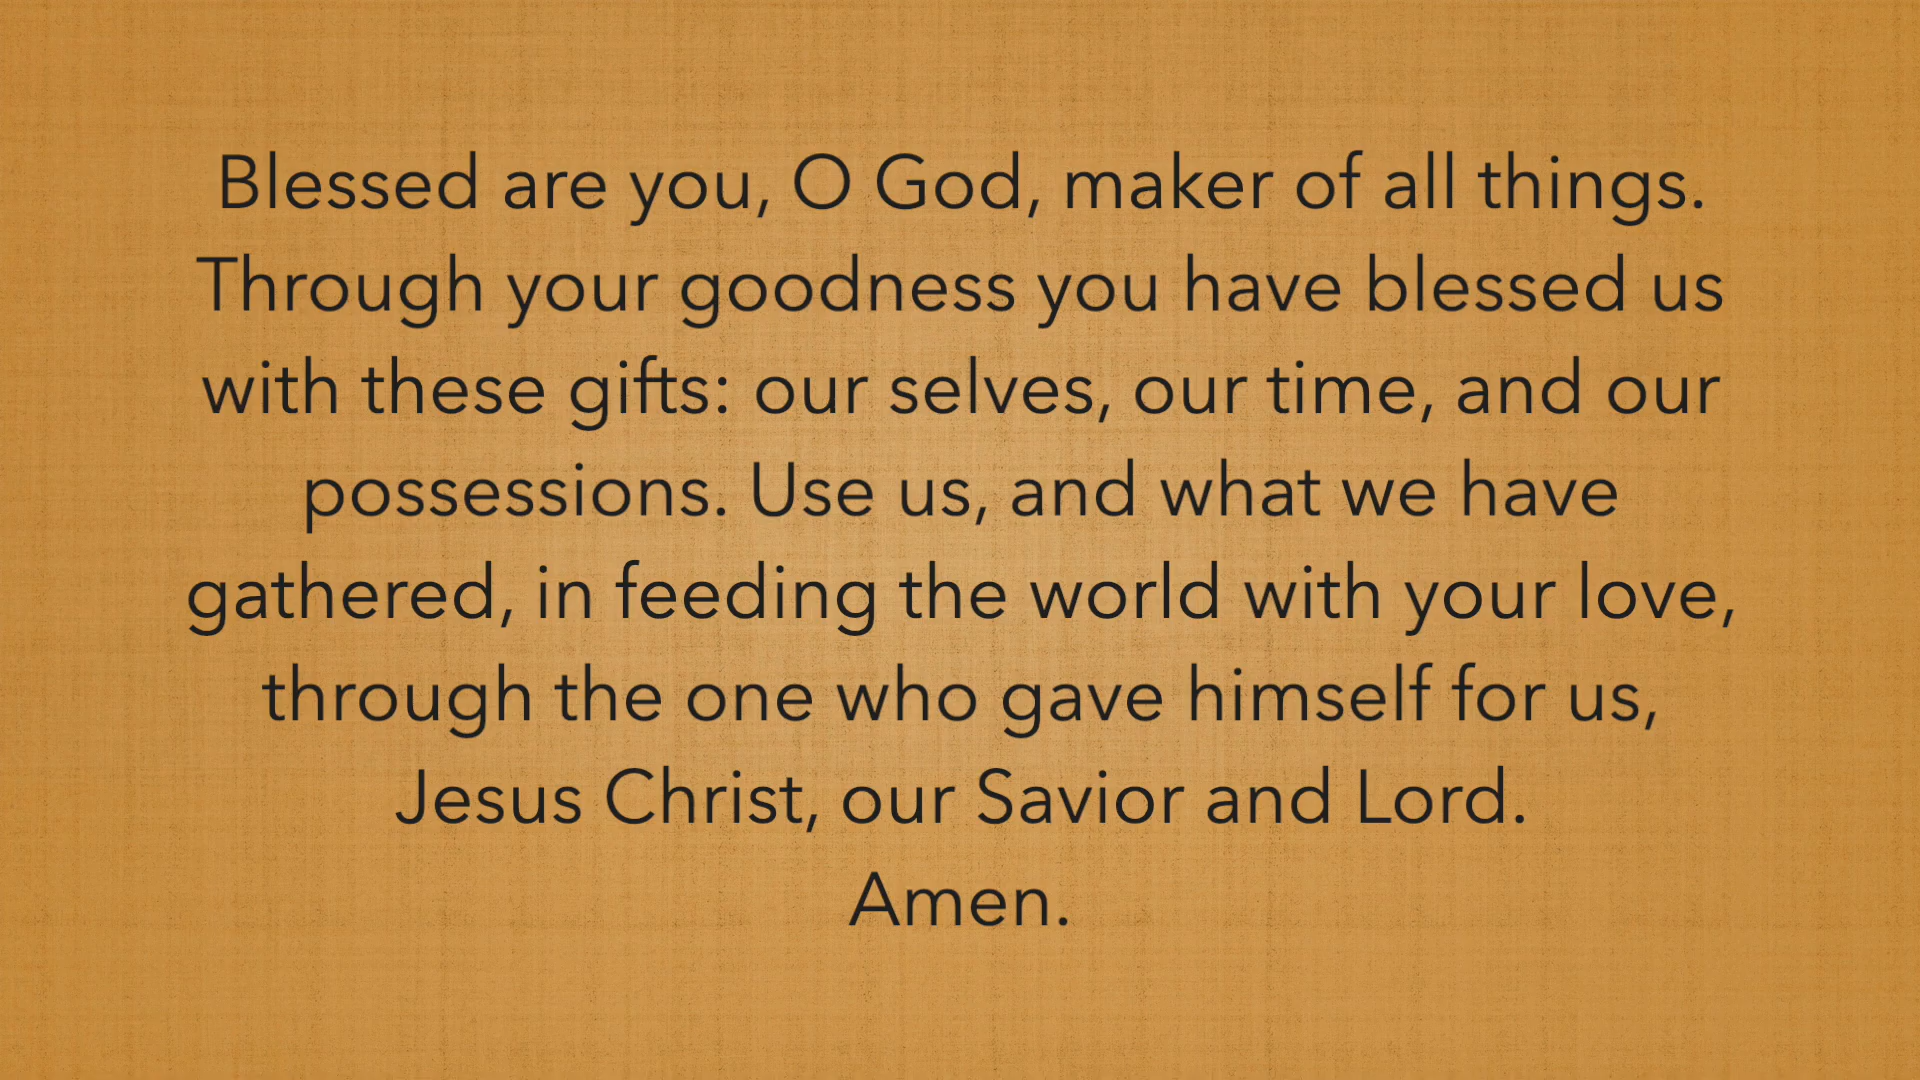 Blessed are you, O God, maker of all things.
Through your goodness you have blessed us
with these gifts: our selves, our time, and our
possessions. Use us, and what we have
gathered, in feeding the world with your love,
through the one who gave himself for us,
Jesus Christ, our Savior and Lord.
Amen.